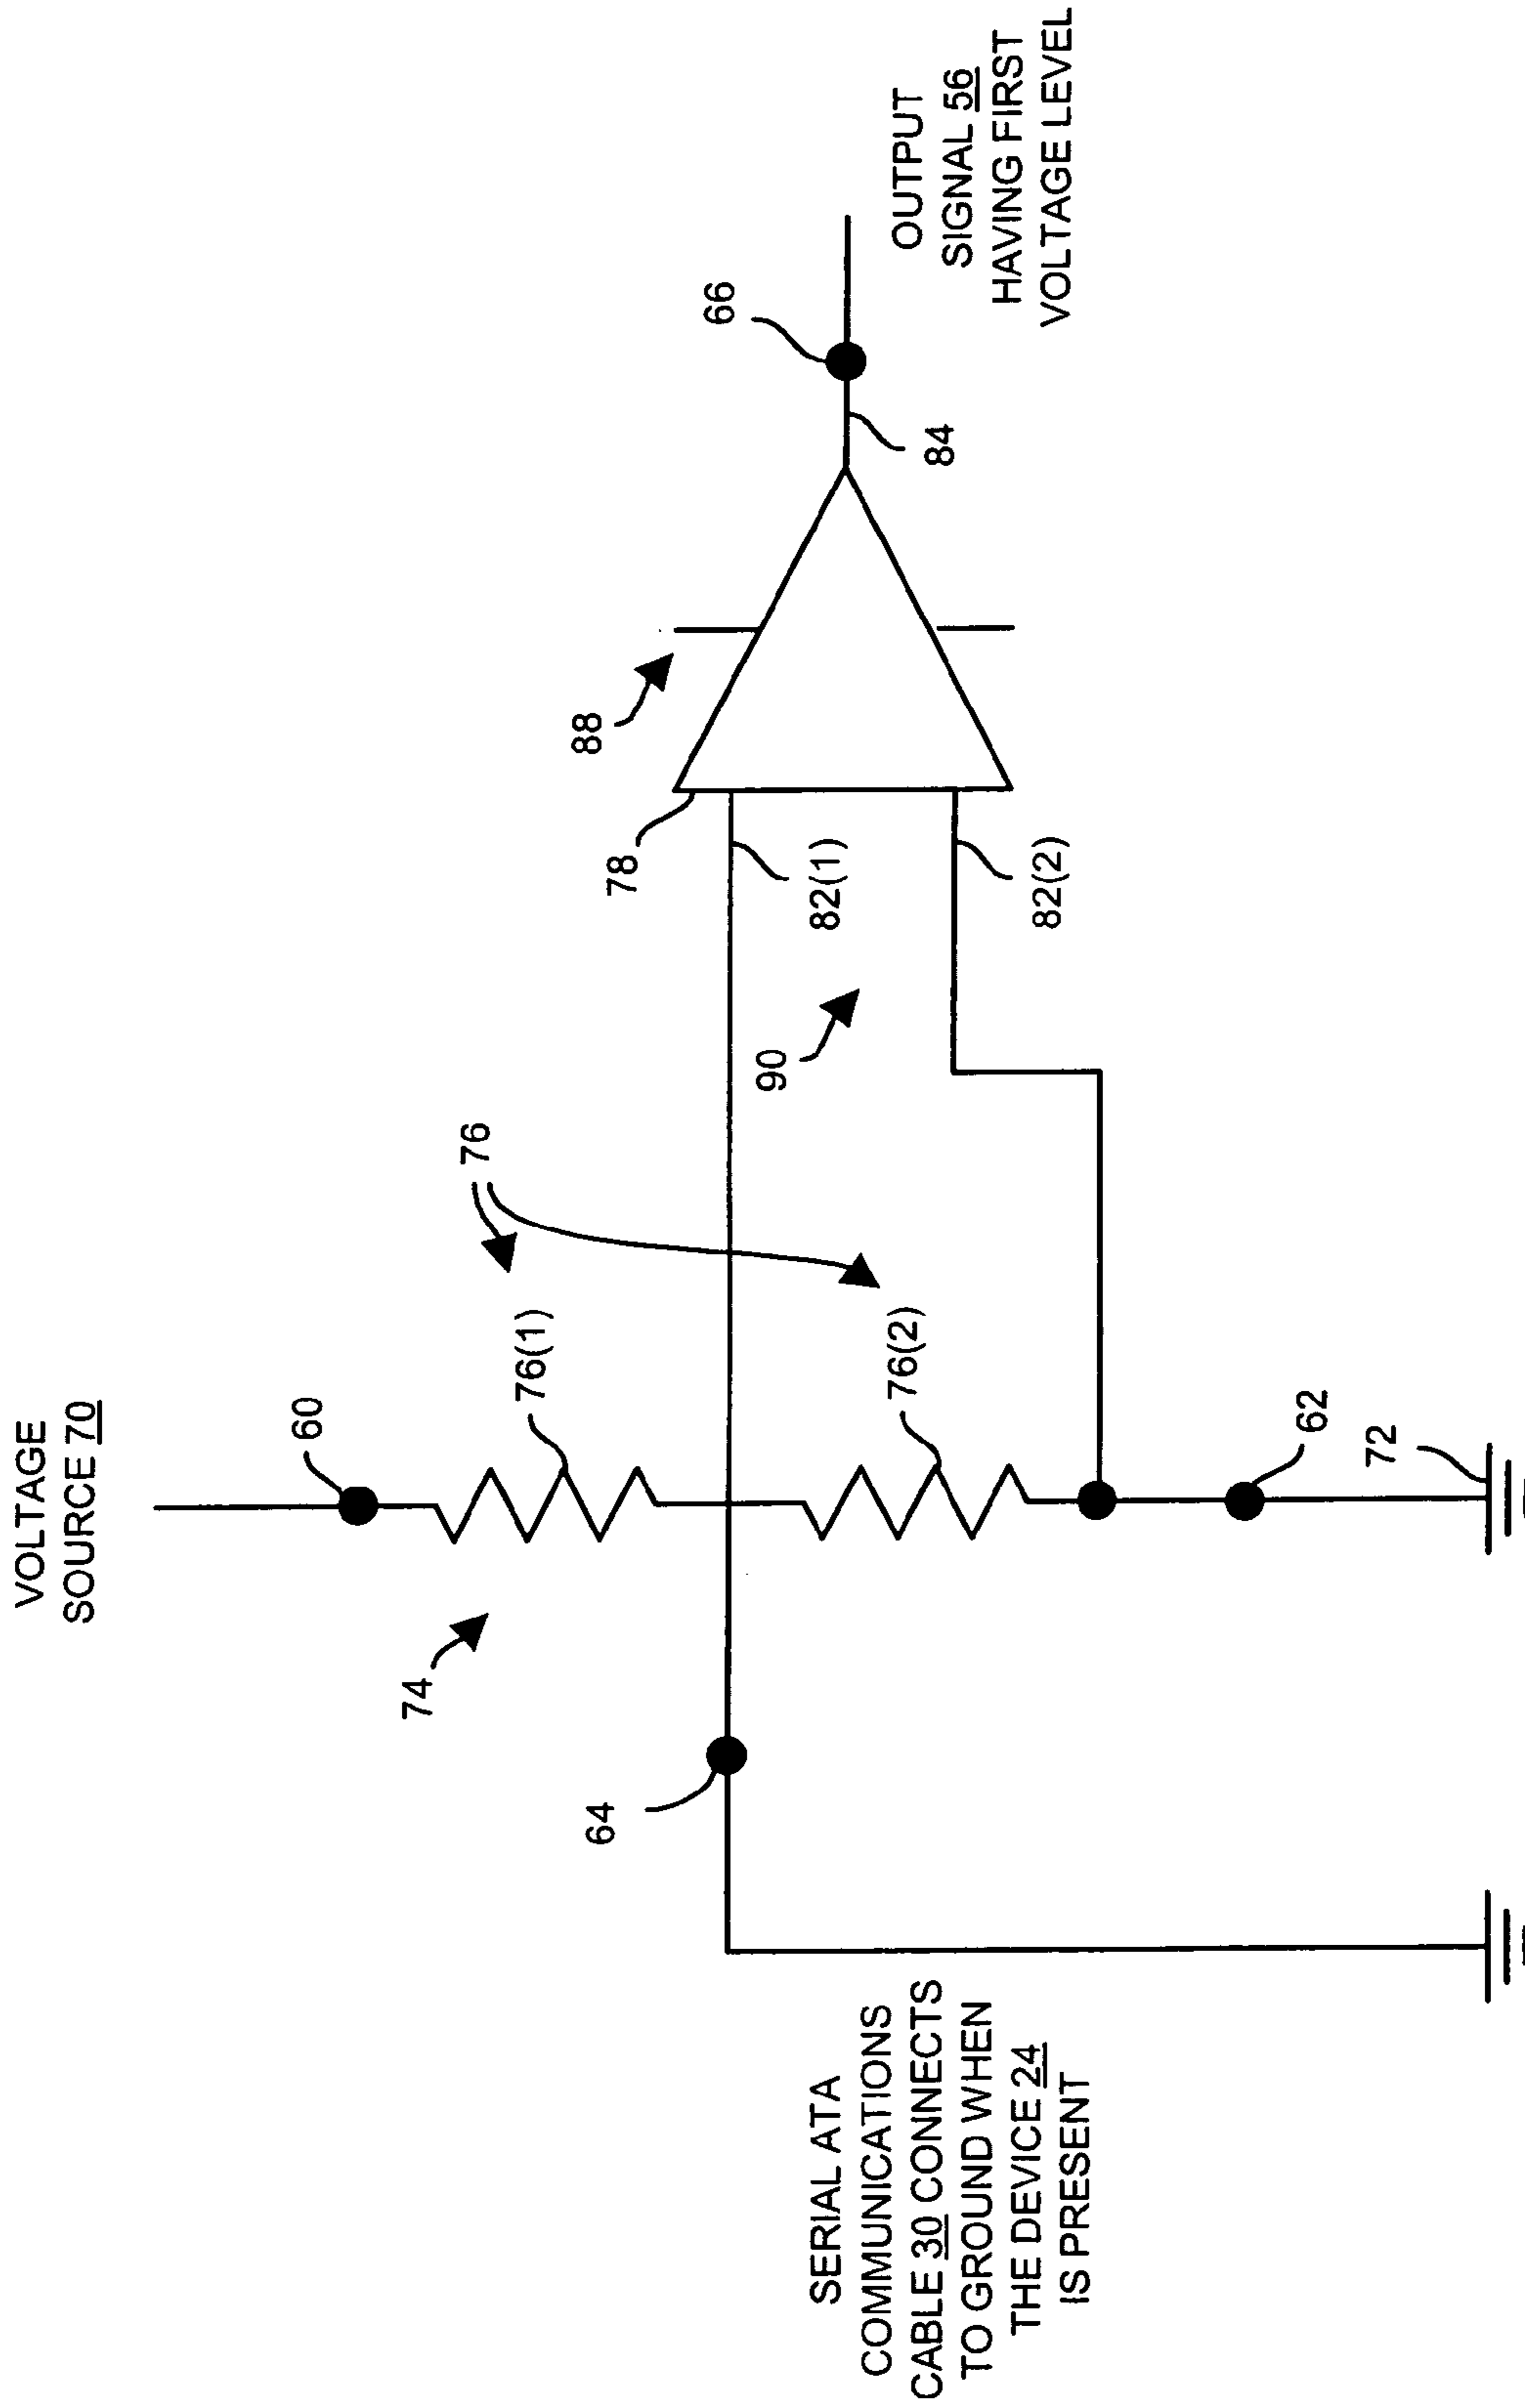 VOLTAGE
SOURCE 70
60
74
76(1)
76
64
76(2)
62
72
88
78
82(1)
90
82(2)
66
84
OUTPUT
SIGNAL 56
HAVING FIRST
VOLTAGE LEVEL
SERIAL ATA
COMMUNICATIONS
CABLE 30 CONNECTS
TO GROUND WHEN
THE DEVICE 24
IS PRESENT